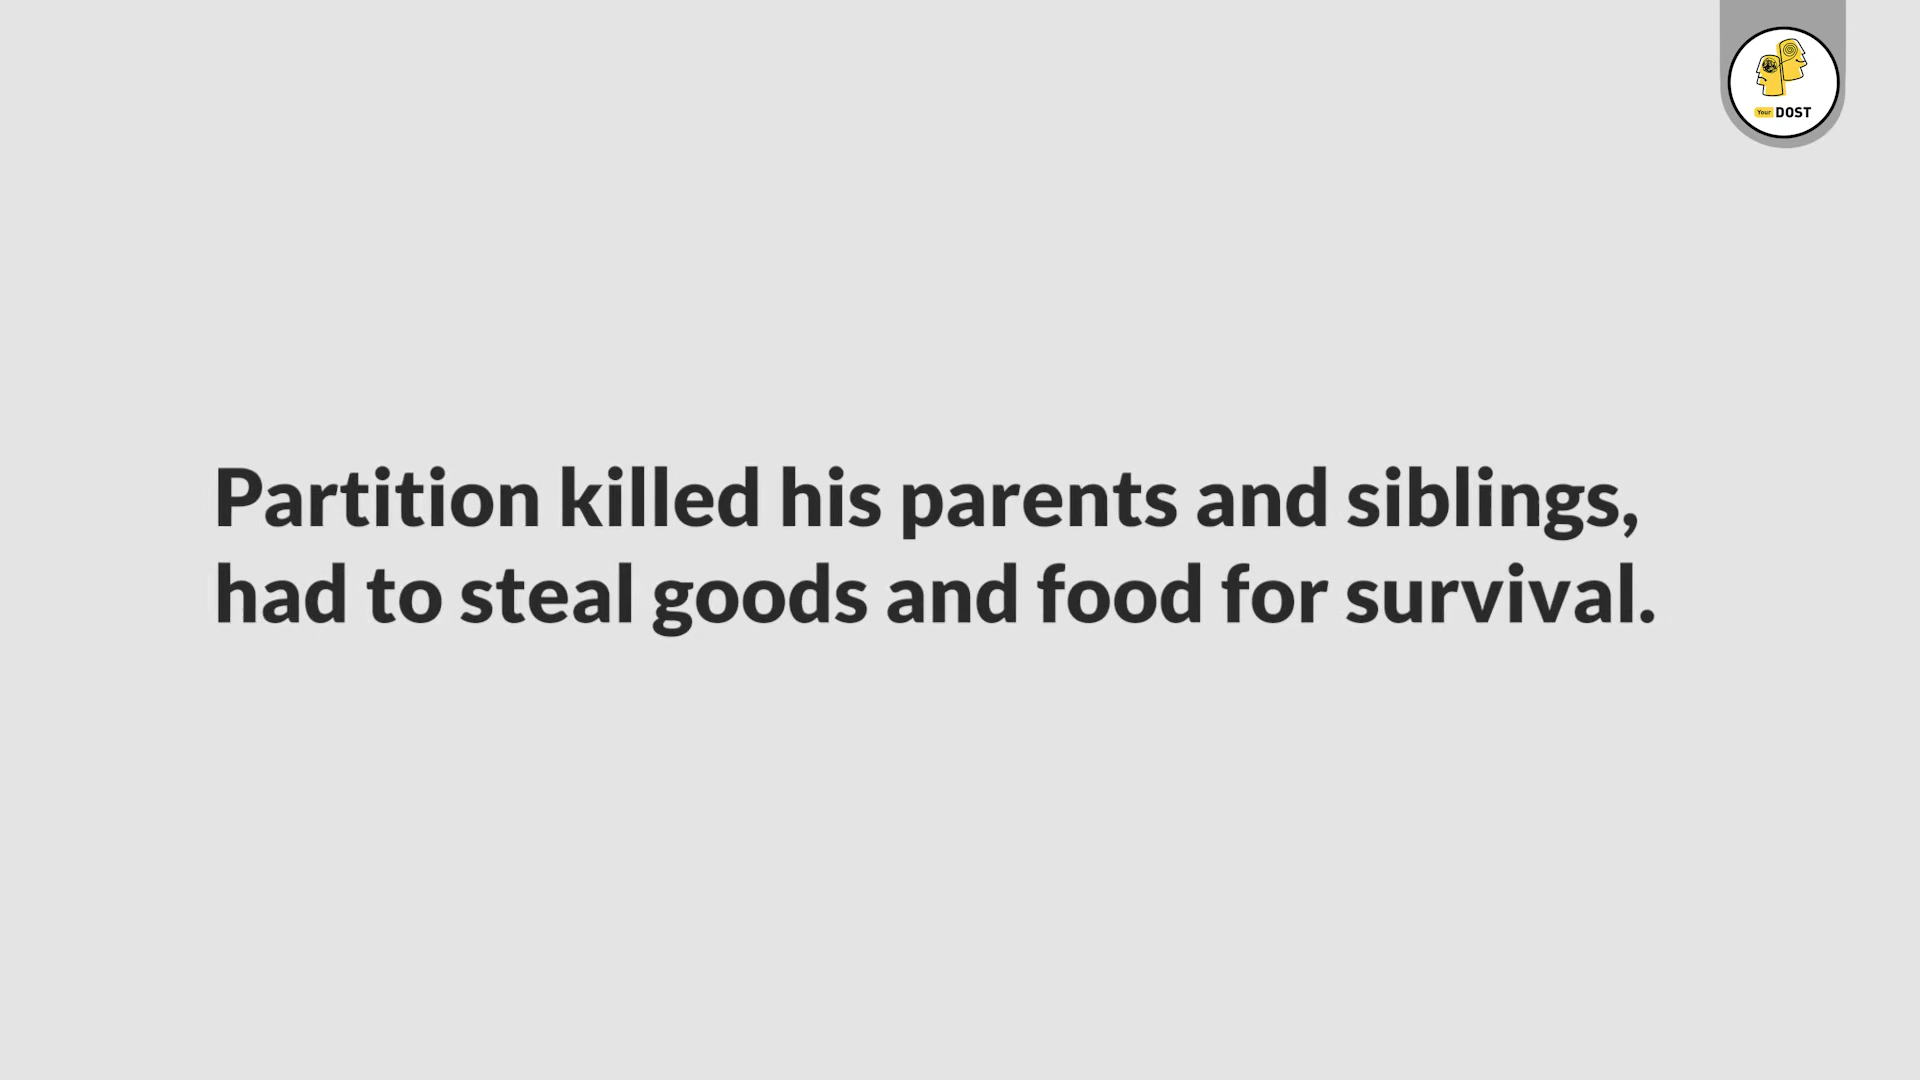 Your DOST
Partition killed his parents and siblings,
had to steal goods and food for survival.